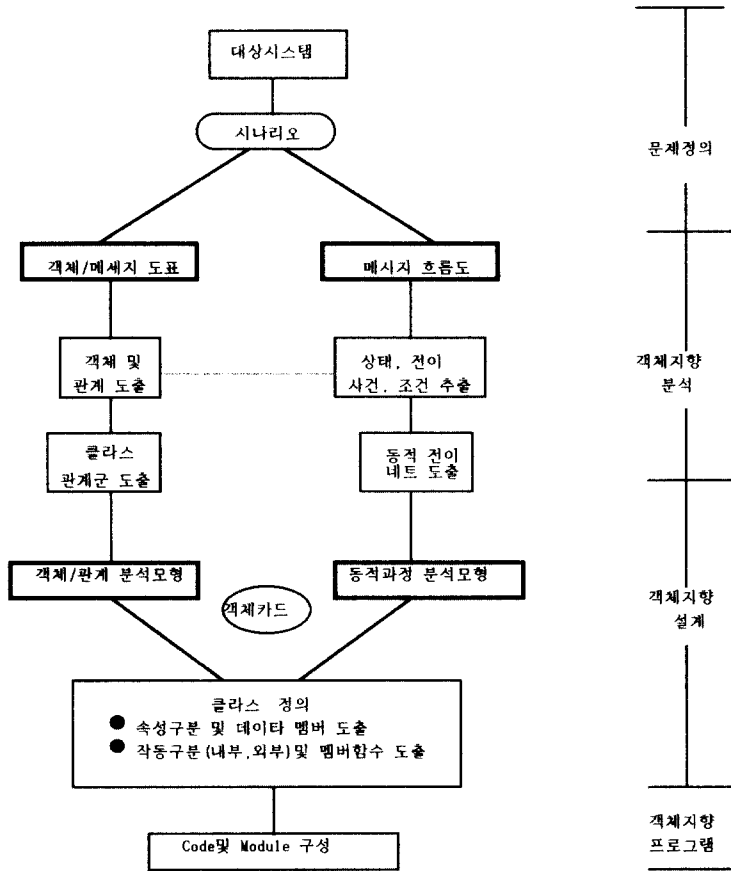 대상시스템
시나리오
문제정의
객체/메세지 도표
메시지 흐름도
객체 및
관계 도출
상태, 전이
사건, 조건 추출
객체지향
분석
클라스
관계군 도출
동적 전이
네트 도출
객체/관계 분석모형
동적과정 분석모형
객체카드
객체지향
설계
클라스 정의
● 속성구분 및 데이타 멤버 도출
● 작동구분(내부,외부)및 멤버함수 도출
Code및 Module 구성
객체지향
프로그램